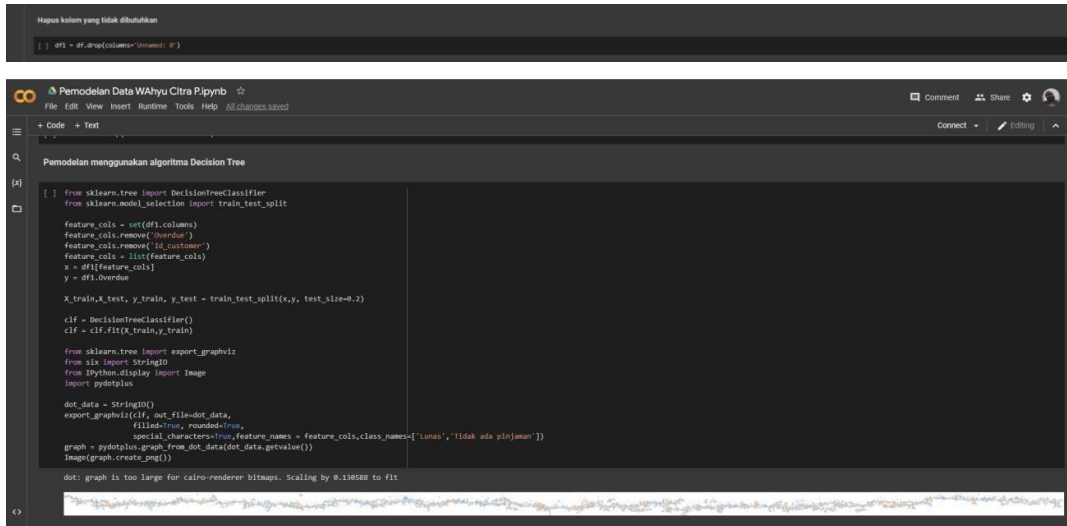 Hapus kolom yang tidak dibutuhkan
[ ] df1 = df.drop(columns='Unnamed: 0')
CO Pemodelan Data WAhyu CItra P.ipynb ☆
File Edit View Insert Runtime Tools Help All changes saved
Comment Share
+ Code + Text
Connect Editing
Pemodelan menggunakan algoritma Decision Tree
{x}
[ ] from sklearn.tree import DecisionTreeClassifier
from sklearn.model_selection import train_test_split
feature_cols = set(df1.columns)
feature_cols.remove('Overdue')
feature_cols.remove('Id_customer')
feature_cols = list(feature_cols)
x = df1[feature_cols]
y = df1.Overdue
X_train,X_test, y_train, y_test = train_test_split(x,y, test_size=0.2)
clf = DecisionTreeClassifier()
clf = clf.fit(X_train,y_train)
from sklearn.tree import export_graphviz
from six import StringIO
from IPython.display import Image
import pydotplus
dot_data = StringIO()
export_graphviz(clf, out_file=dot_data,
filled=True, rounded=True,
special_characters=True,feature_names = feature_cols,class_names=['Lunas','Tidak ada pinjaman'])
graph = pydotplus.graph_from_dot_data(dot_data.getvalue())
Image(graph.create_png())
dot: graph is too large for cairo-renderer bitmaps. Scaling by 0.130588 to fit